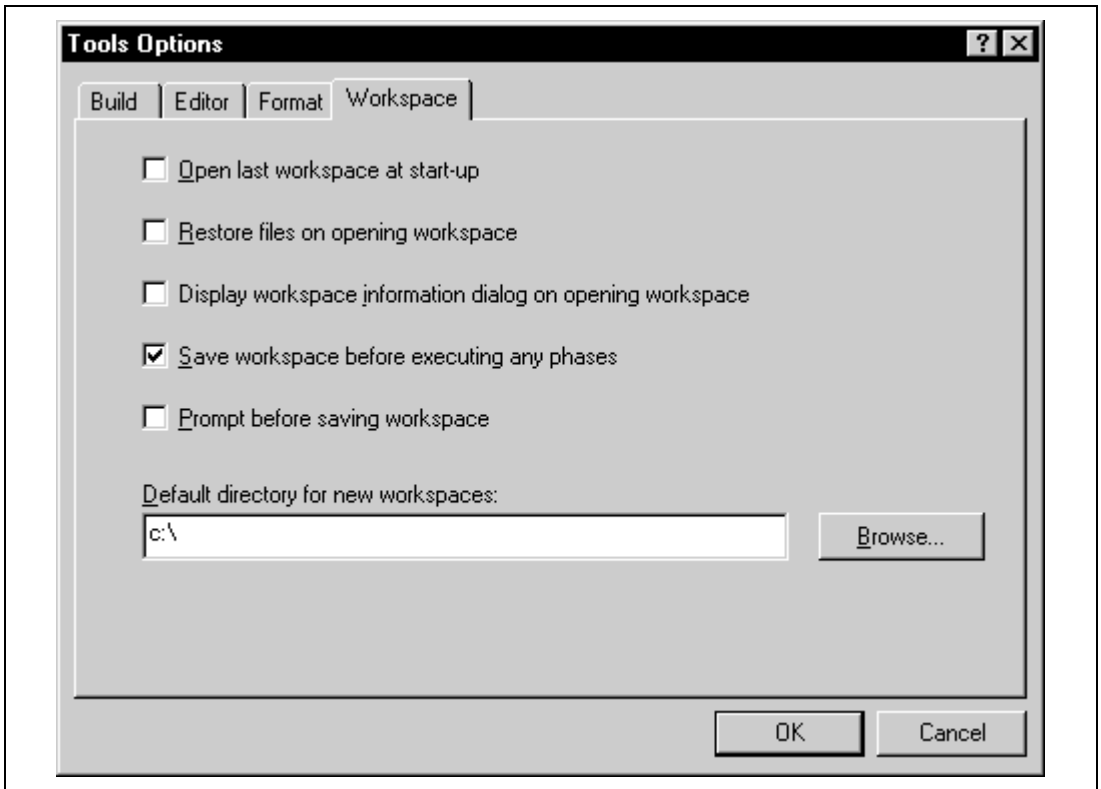 Tools Options
Build Editor Format Workspace
Open last workspace at start-up
Restore files on opening workspace
Display workspace information dialog on opening workspace
Save workspace before executing any phases
Prompt before saving workspace
Default directory for new workspaces:
c:\ Browse...
OK Cancel